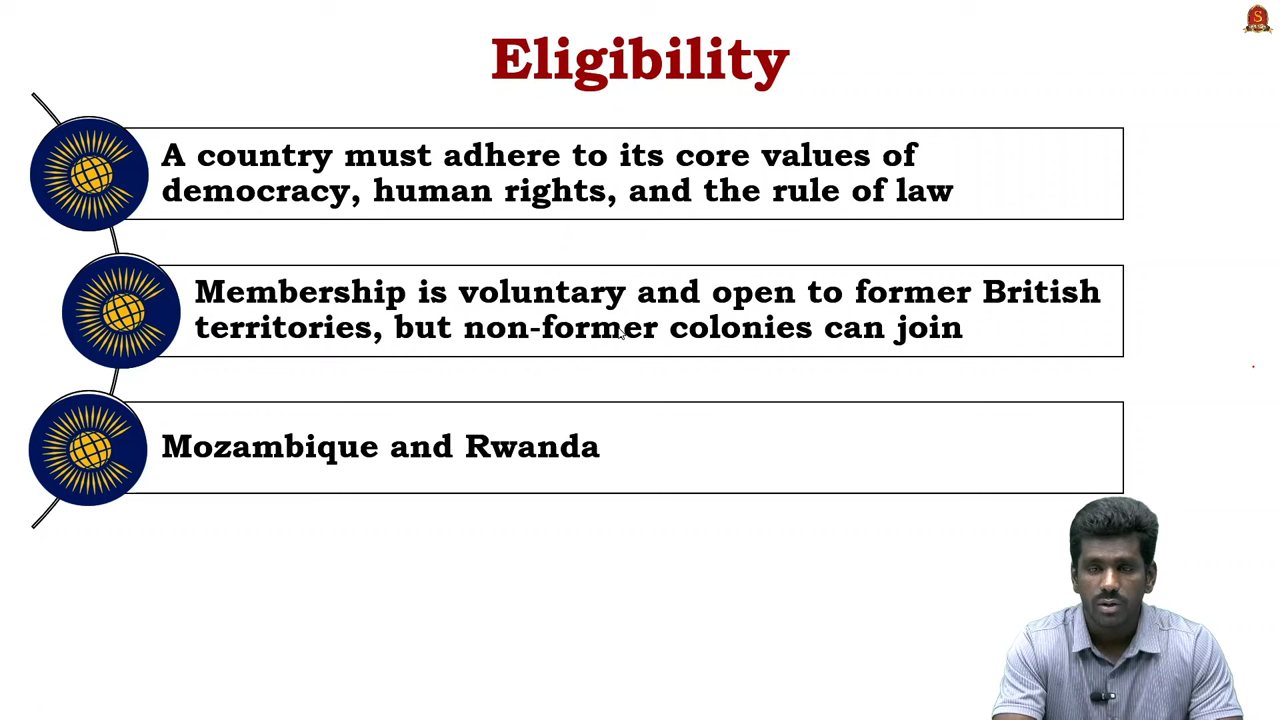 Eligibility
A country must adhere to its core values of
democracy, human rights, and the rule of law
Membership is voluntary and open to former British
territories, but non-former colonies can join
Mozambique and Rwanda